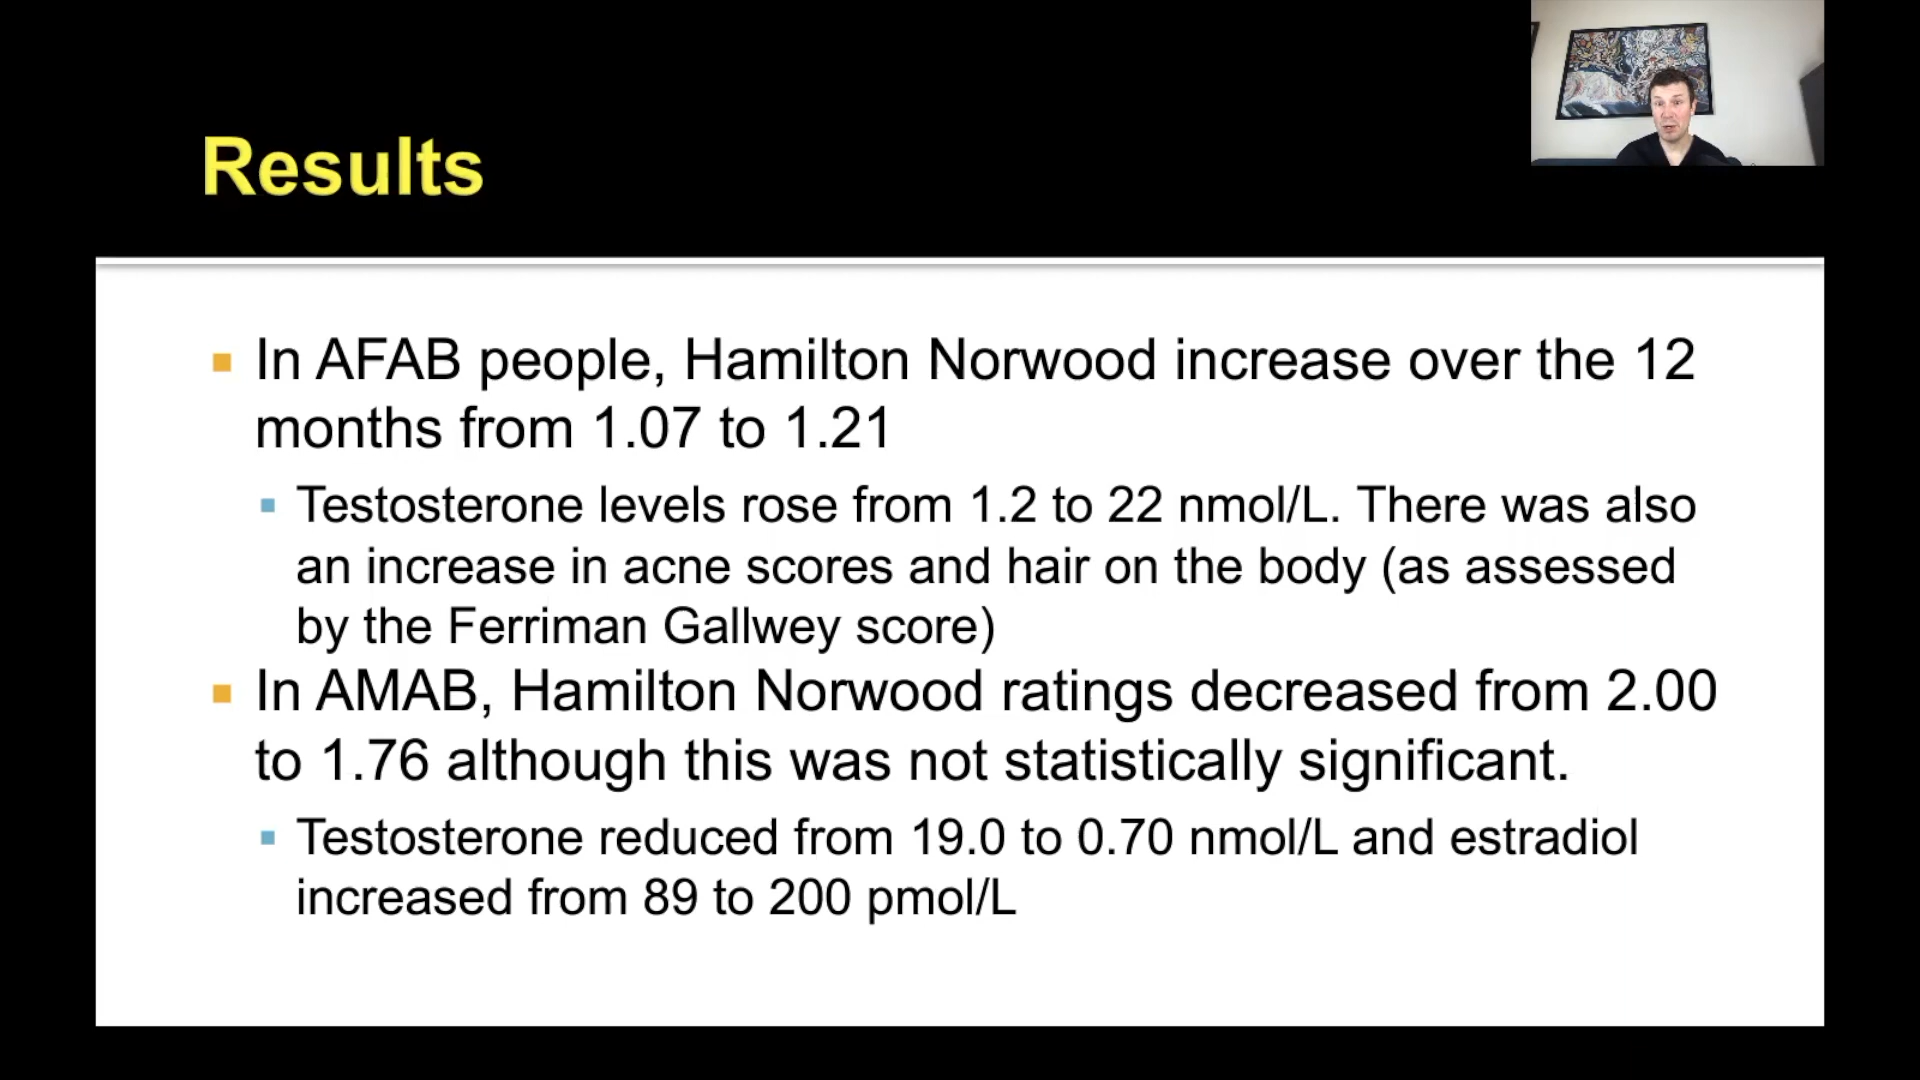 Results
In AFAB people, Hamilton Norwood increase over the 12
months from 1.07 to 1.21
Testosterone levels rose from 1.2 to 22 nmol/L. There was also
an increase in acne scores and hair on the body (as assessed
by the Ferriman Gallwey score)
In AMAB, Hamilton Norwood ratings decreased from 2.00
to 1.76 although this was not statistically significant.
Testosterone reduced from 19.0 to 0.70 nmol/L and estradiol
increased from 89 to 200 pmol/L